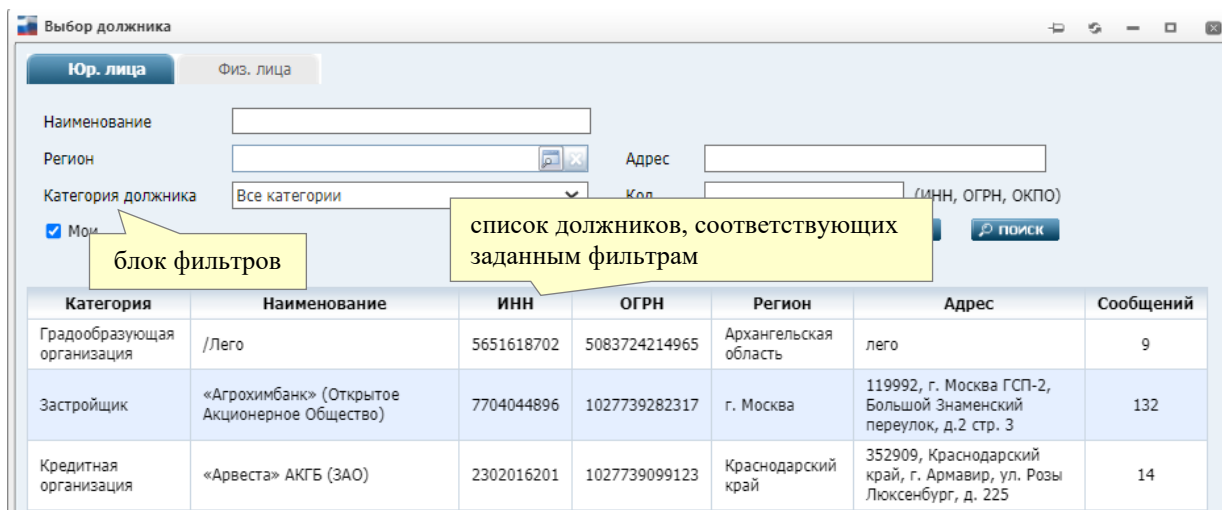 Выбор должника
Юр. лица
Физ. лица
Наименование
Регион
Адрес
Категория должника
Все категории
Код
(ИНН, ОГРН, ОКПО)
Мои
ПОИСК
блок фильтров
список должников, соответствующих
заданным фильтрам
Категория Наименование ИНН ОГРН Регион Адрес Сообщений
Градообразующая
организация
/Лего
5651618702
5083724214965
Архангельская
область
лего
9
Застройщик
«Агрохимбанк» (Открытое
Акционерное Общество)
7704044896
1027739282317
г. Москва
119992, г. Москва ГСП-2,
Большой Знаменский
переулок, д.2 стр. 3
132
Кредитная
организация
«Арвеста» АКГБ (ЗАО)
2302016201
1027739099123
Краснодарский
край
352909, Краснодарский
край, г. Армавир, ул. Розы
Люксенбург, д. 225
14